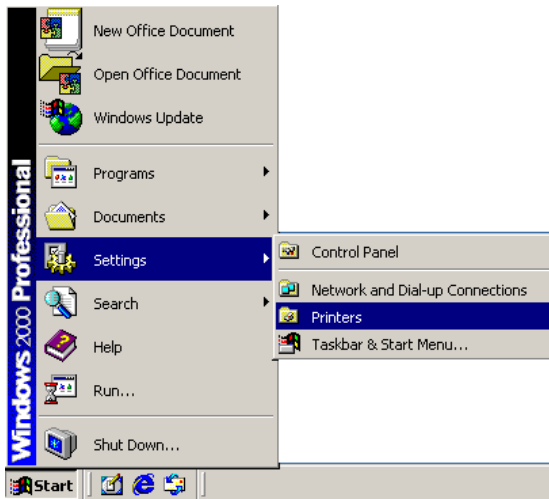 New Office Document
Open Office Document
Windows Update
Programs
Documents
Settings
Search
Help
Run...
Shut Down...
Control Panel
Network and Dial-up Connections
Printers
Taskbar & Start Menu...
Windows 2000 Professional
Start